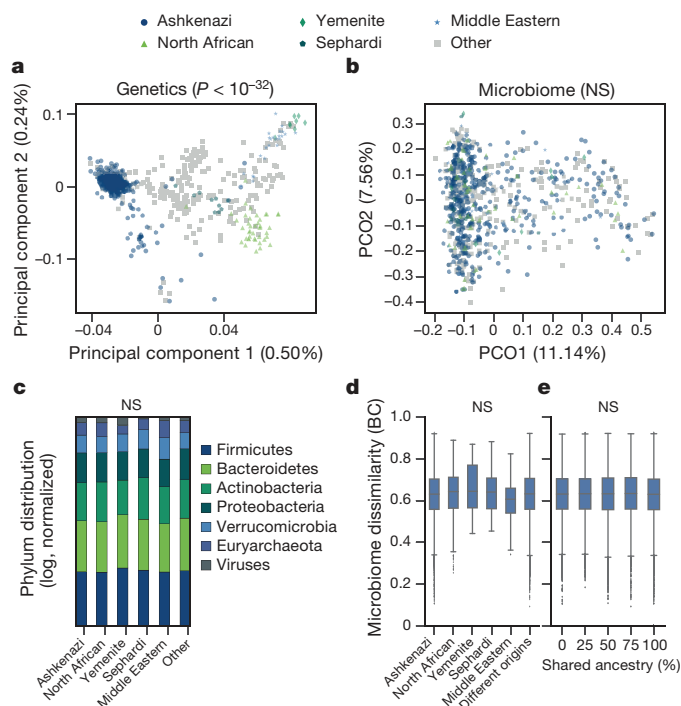 Ashkenazi Yemenite Middle Eastern
North African Sephardi Other
a b
Genetics (P < 10⁻³²) Microbiome (NS)
Principal component 2 (0.24%)
0.1
0
−0.1
−0.04 0 0.04
Principal component 1 (0.50%)
PCO2 (7.56%)
0.3
0.2
0.1
0
−0.1
−0.2
−0.3
−0.4
−0.2 −0.1 0 0.1 0.2 0.3 0.4 0.5
PCO1 (11.14%)
c
NS
Phylum distribution
(log, normalized)
Firmicutes
Bacteroidetes
Actinobacteria
Proteobacteria
Verrucomicrobia
Euryarchaeota
Viruses
Ashkenazi
North African
Yemenite
Sephardi
Middle Eastern
Other
d e
NS NS
Microbiome dissimilarity (BC)
1.0
0.8
0.6
0.4
0.2
0
Ashkenazi
North African
Yemenite
Sephardi
Middle Eastern
Different origins
0 25 50 75 100
Shared ancestry (%)